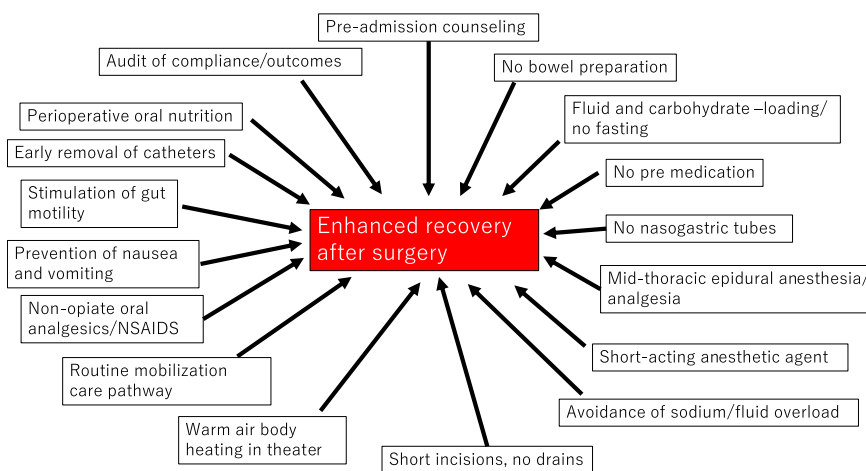 Pre-admission counseling
Audit of compliance/outcomes
No bowel preparation
Perioperative oral nutrition
Fluid and carbohydrate –loading/
no fasting
Early removal of catheters
No pre medication
Stimulation of gut
motility
Enhanced recovery
after surgery
No nasogastric tubes
Prevention of nausea
and vomiting
Mid-thoracic epidural anesthesia/
analgesia
Non-opiate oral
analgesics/NSAIDS
Short-acting anesthetic agent
Routine mobilization
care pathway
Avoidance of sodium/fluid overload
Warm air body
heating in theater
Short incisions, no drains